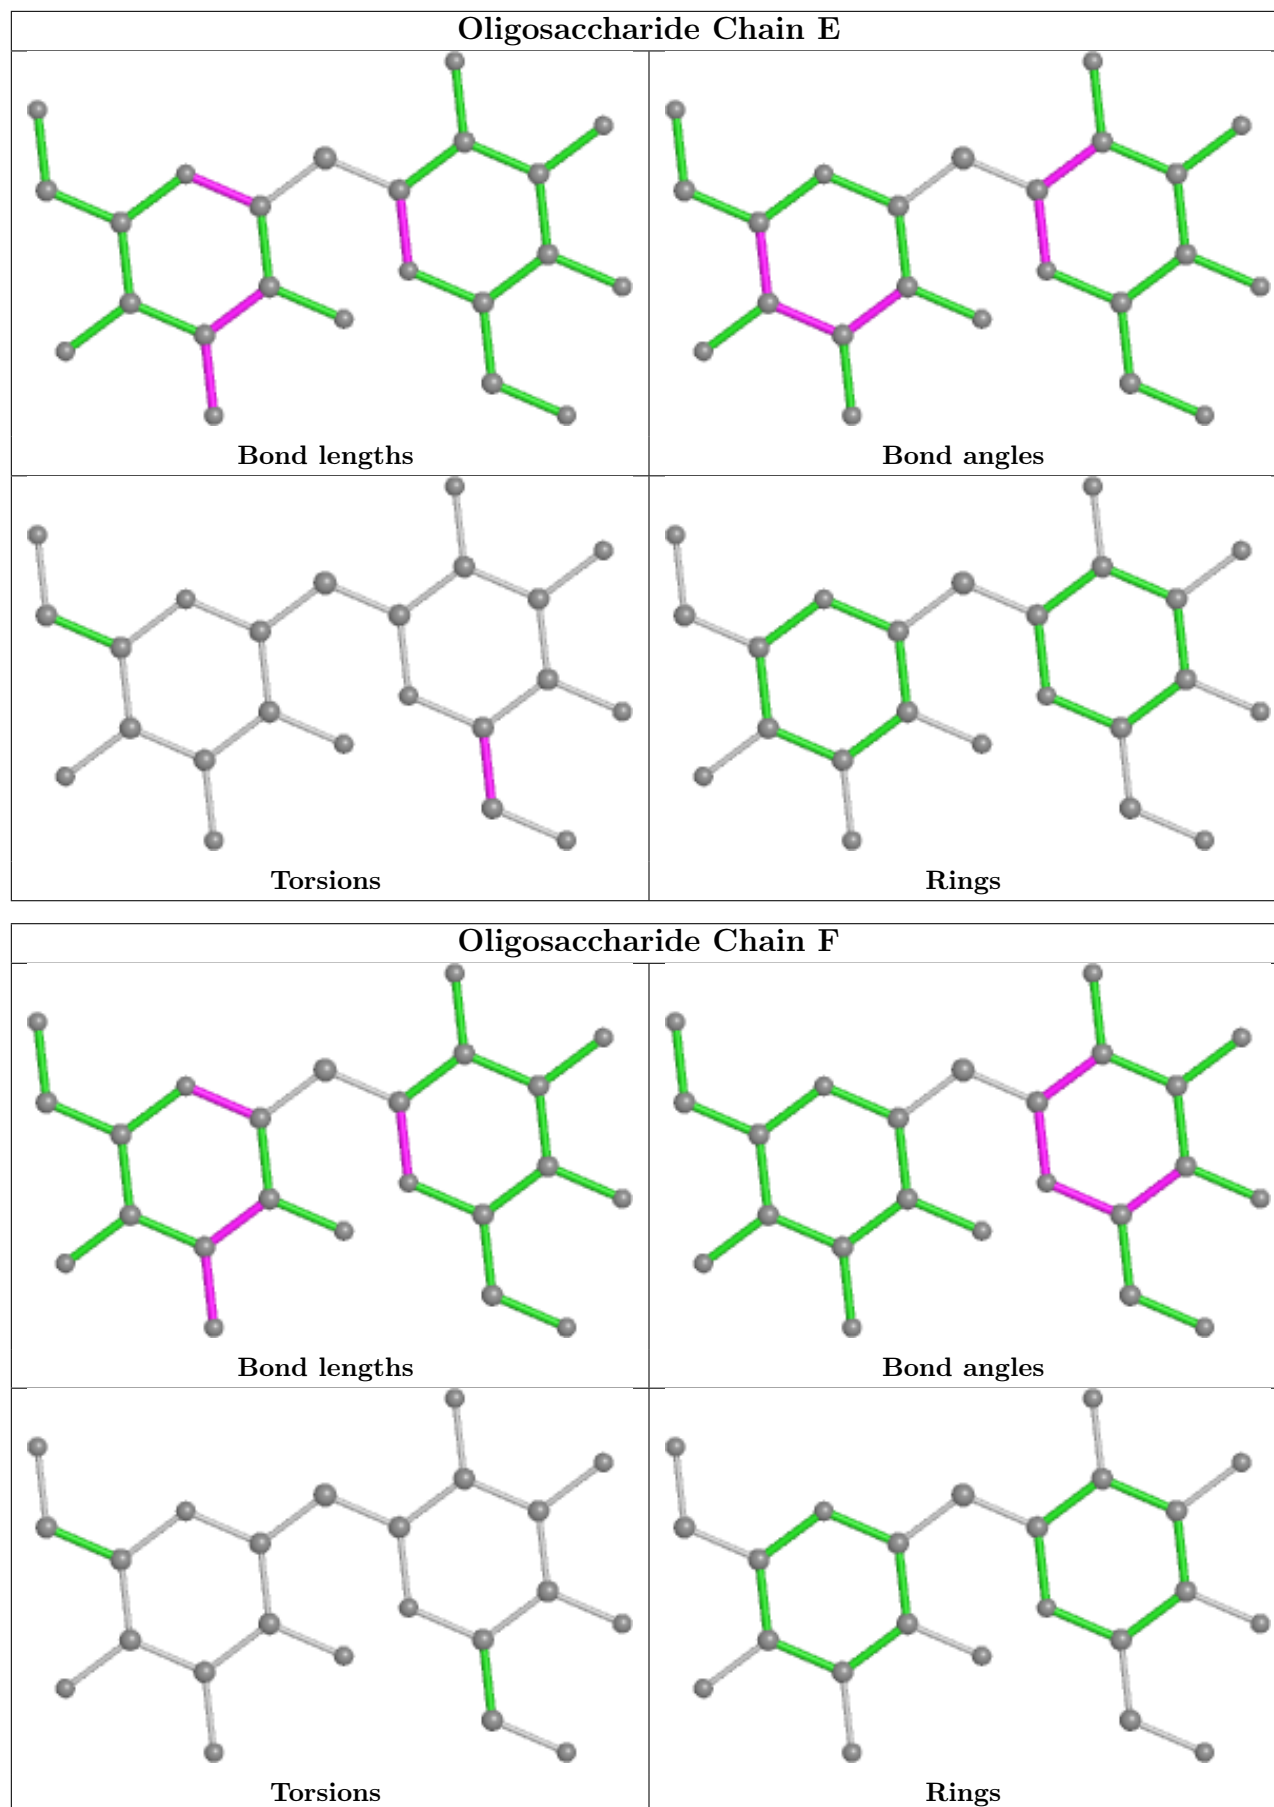 Oligosaccharide Chain E
Bond lengths
Bond angles
Torsions
Rings
Oligosaccharide Chain F
Bond lengths
Bond angles
Torsions
Rings